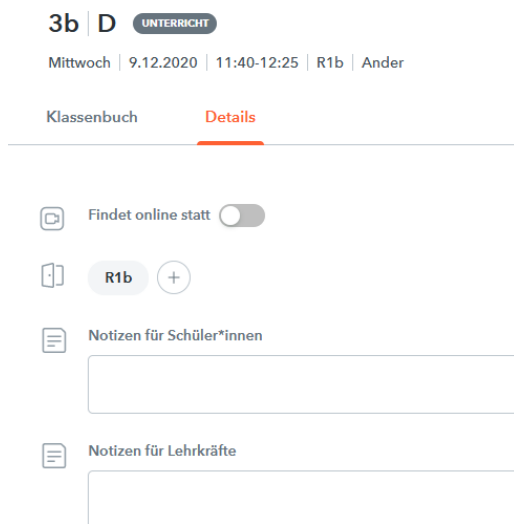 3b | D UNTERRICHT
Mittwoch | 9.12.2020 | 11:40-12:25 | R1b | Ander
Klassenbuch Details
Findet online statt
R1b +
Notizen für Schüler*innen
Notizen für Lehrkräfte